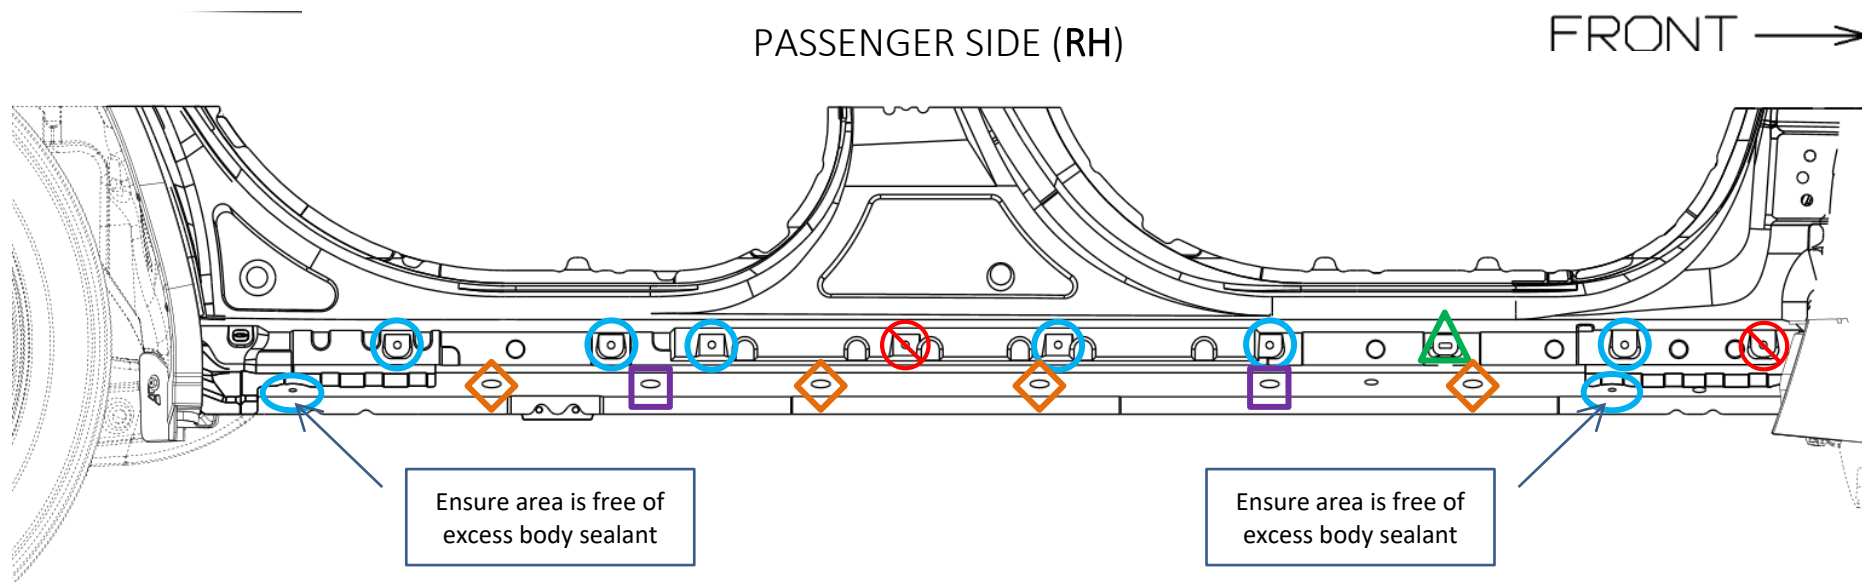 PASSENGER SIDE (RH)
FRONT
Ensure area is free of
excess body sealant
Ensure area is free of
excess body sealant